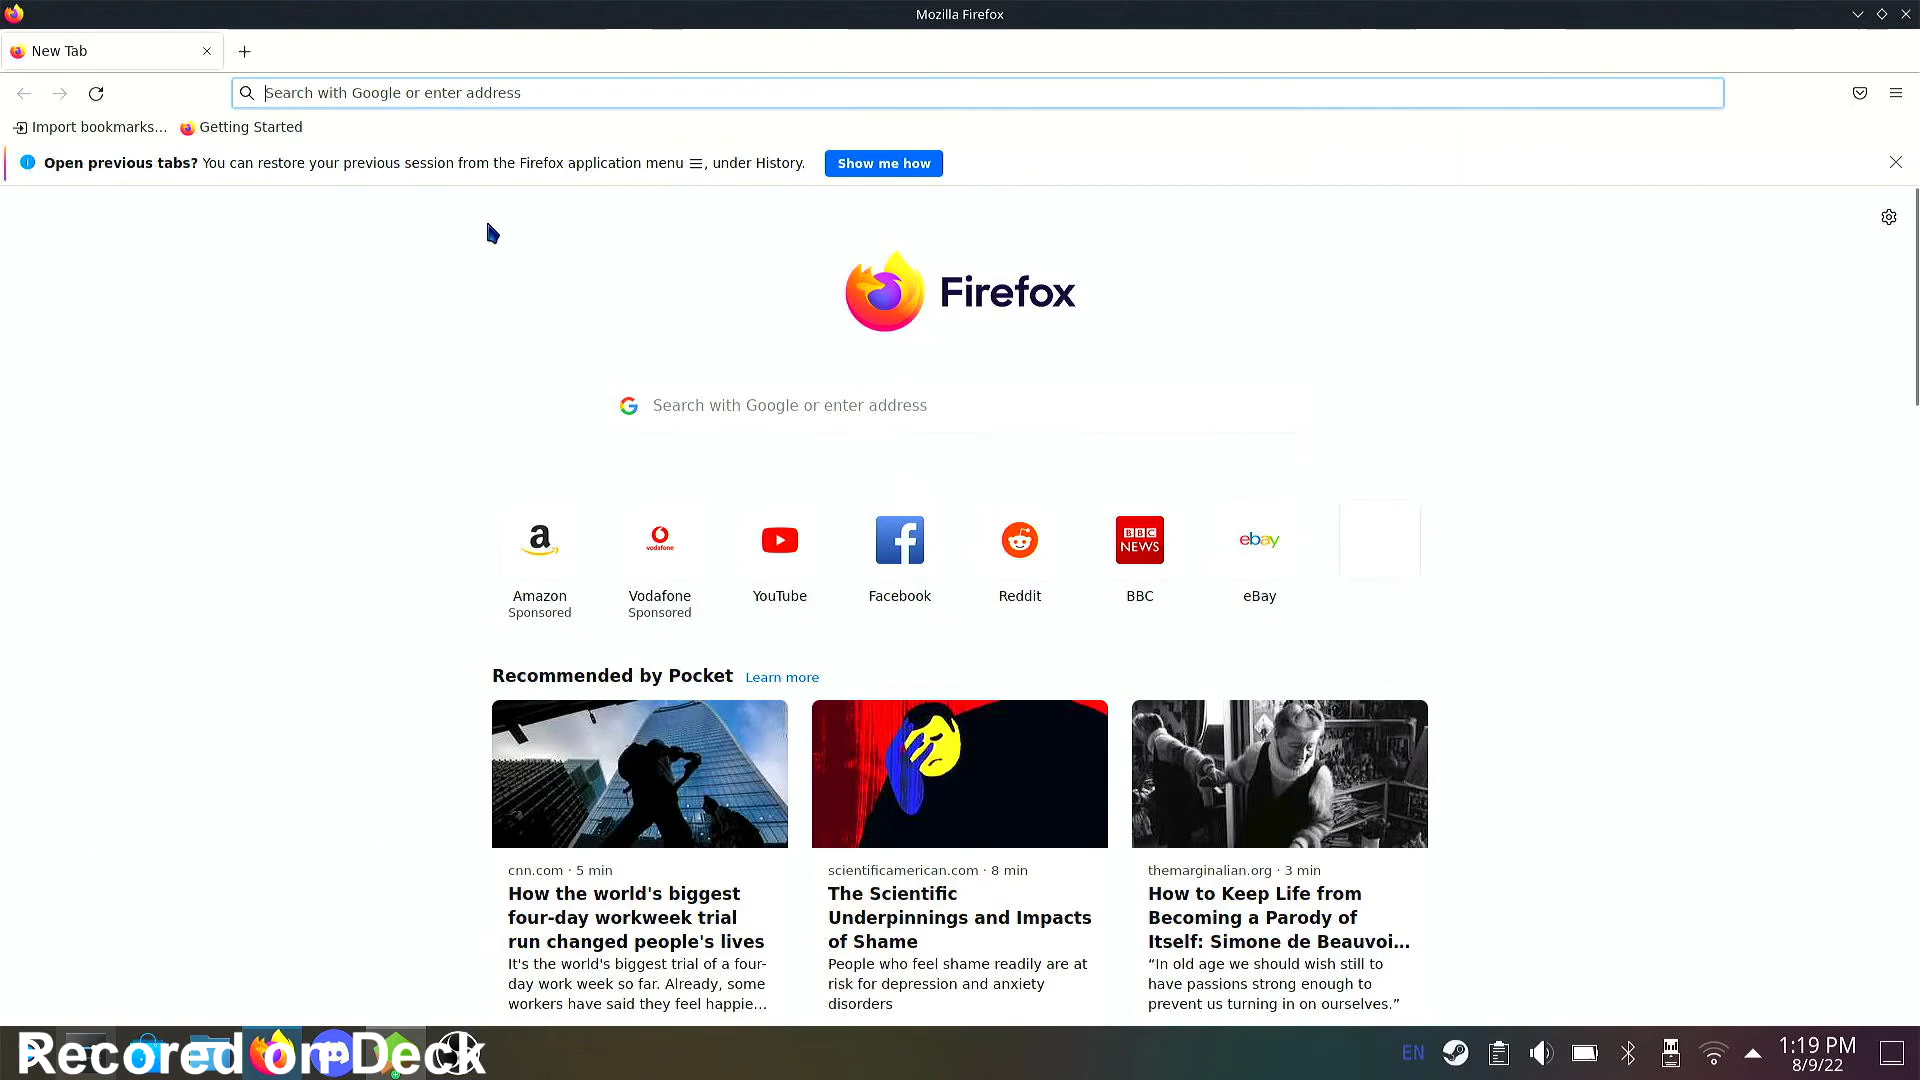 Mozilla Firefox
New Tab
Search with Google or enter address
Import bookmarks...
Getting Started
Open previous tabs? You can restore your previous session from the Firefox application menu ☰, under History.
Show me how
Firefox
Search with Google or enter address
a
vodafone
f
BBC
NEWS
ebay
Amazon
Sponsored
Vodafone
Sponsored
YouTube
Facebook
Reddit
BBC
eBay
Recommended by Pocket Learn more
cnn.com · 5 min
How the world's biggest
four-day workweek trial
run changed people's lives
It's the world's biggest trial of a four-
day work week so far. Already, some
workers have said they feel happie...
scientificamerican.com · 8 min
The Scientific
Underpinnings and Impacts
of Shame
People who feel shame readily are at
risk for depression and anxiety
disorders
themarginalian.org · 3 min
How to Keep Life from
Becoming a Parody of
Itself: Simone de Beauvoi...
“In old age we should wish still to
have passions strong enough to
prevent us turning in on ourselves.”
Recored on Deck
EN
1:19 PM
8/9/22